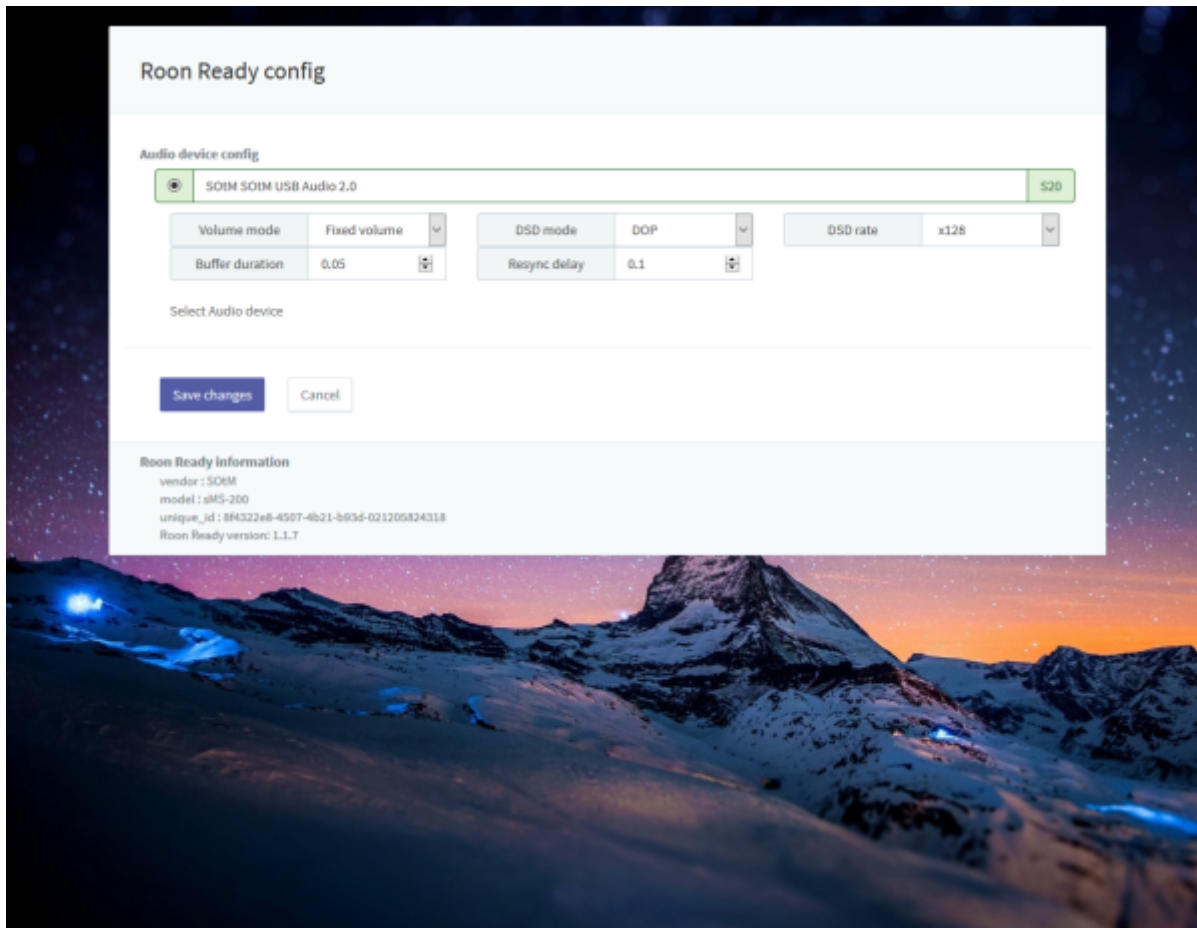 Roon Ready config
Audio device config
SOtM SOtM USB Audio 2.0 S20
Volume mode Fixed volume DSD mode DOP DSD rate x128
Buffer duration 0.05 Resync delay 0.1
Select Audio device
Save changes Cancel
Roon Ready information
vendor : SOtM
model : sMS-200
unique_id : 8f4322e8-4507-4b21-b93d-021205824318
Roon Ready version: 1.1.7